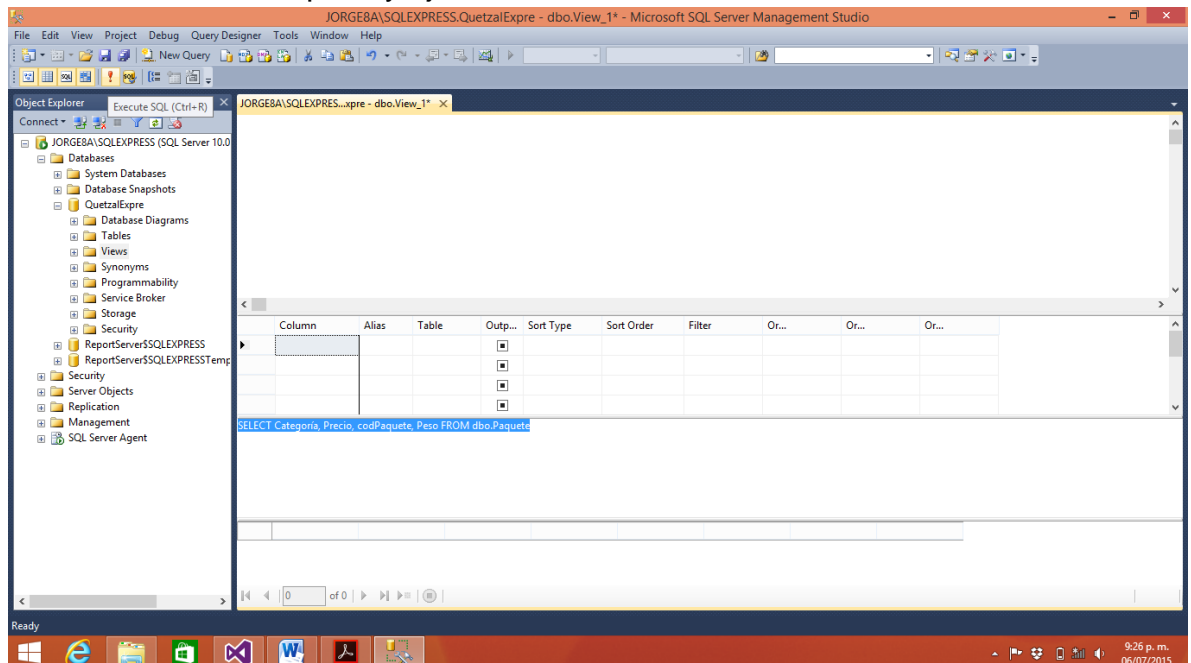 JORGE8A\SQLEXPRESS.QuetzalExpre - dbo.View_1* - Microsoft SQL Server Management Studio
File Edit View Project Debug Query Designer Tools Window Help
New Query
Object Explorer
Execute SQL (Ctrl+R)
JORGE8A\SQLEXPRES...xpre - dbo.View_1*
Connect
JORGE8A\SQLEXPRESS (SQL Server 10.0
Databases
System Databases
Database Snapshots
QuetzalExpre
Database Diagrams
Tables
Views
Synonyms
Programmability
Service Broker
Storage
Security
ReportServer$SQLEXPRESS
ReportServer$SQLEXPRESSTemp
Security
Server Objects
Replication
Management
SQL Server Agent
Column Alias Table Outp... Sort Type Sort Order Filter Or... Or... Or...
SELECT Categoría, Precio, codPaquete, Peso FROM dbo.Paquete
0 of 0
Ready
9:26 p. m.
06/07/2015